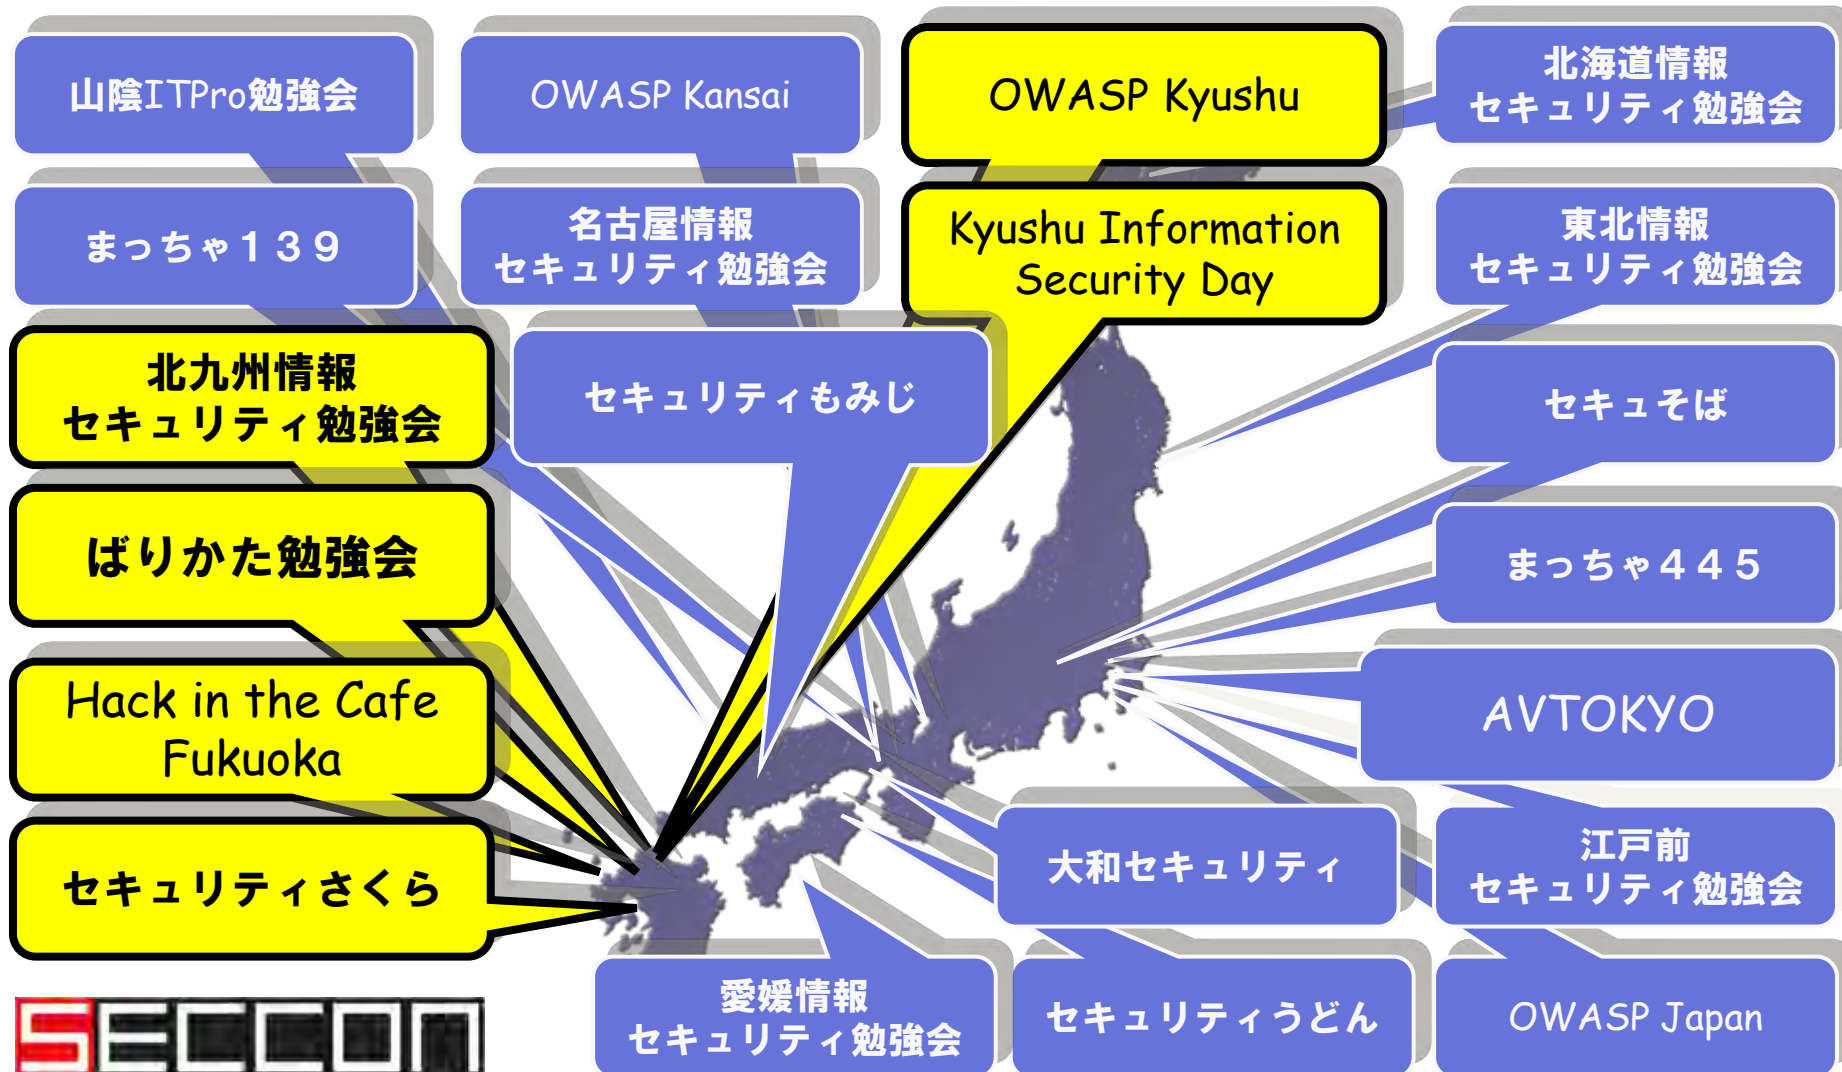 山陰ITPro勉強会
OWASP Kansai
OWASP Kyushu
北海道情報
セキュリティ勉強会
まっちゃ１３９
名古屋情報
セキュリティ勉強会
Kyushu Information
Security Day
東北情報
セキュリティ勉強会
北九州情報
セキュリティ勉強会
セキュリティもみじ
セキュそば
ばりかた勉強会
まっちゃ４４５
Hack in the Cafe
Fukuoka
AVTOKYO
セキュリティさくら
大和セキュリティ
江戸前
セキュリティ勉強会
愛媛情報
セキュリティ勉強会
セキュリティうどん
OWASP Japan
SECCON